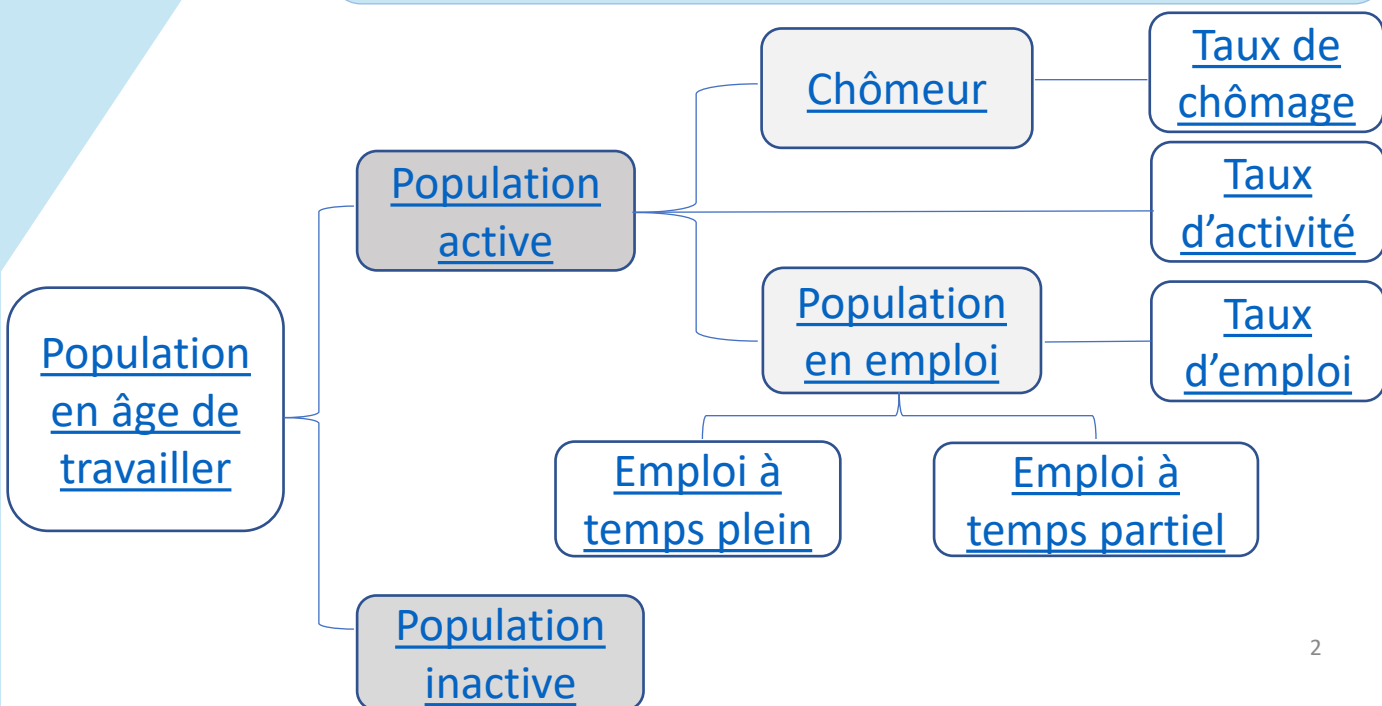 Chômeur
Taux de
chômage
Population
active
Taux
d’activité
Population
en emploi
Taux
d’emploi
Population
en âge de
travailler
Emploi à
temps plein
Emploi à
temps partiel
Population
inactive
2